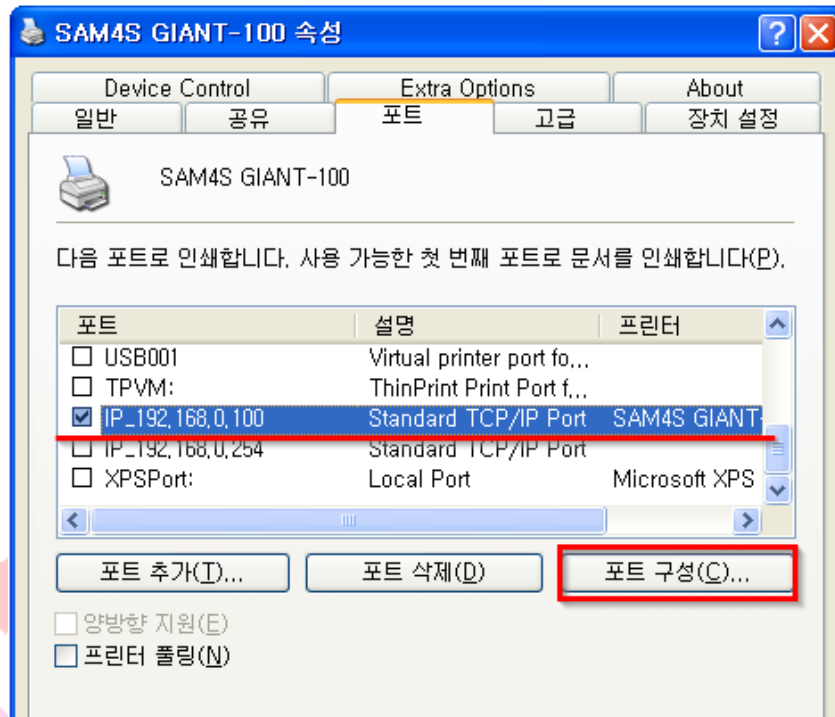 SAM4S GIANT-100 속성
Device Control Extra Options About
일반 공유 포트 고급 장치 설정
SAM4S GIANT-100
다음 포트로 인쇄합니다. 사용 가능한 첫 번째 포트로 문서를 인쇄합니다(P).
포트 설명 프린터
USB001 Virtual printer port fo...
TPVM: ThinPrint Print Port f...
IP_192.168.0.100 Standard TCP/IP Port SAM4S GIANT-
IP_192.168.0.254 Standard TCP/IP Port
XPSPort: Local Port Microsoft XPS
포트 추가(T)... 포트 삭제(D) 포트 구성(C)...
양방향 지원(E)
프린터 풀링(N)